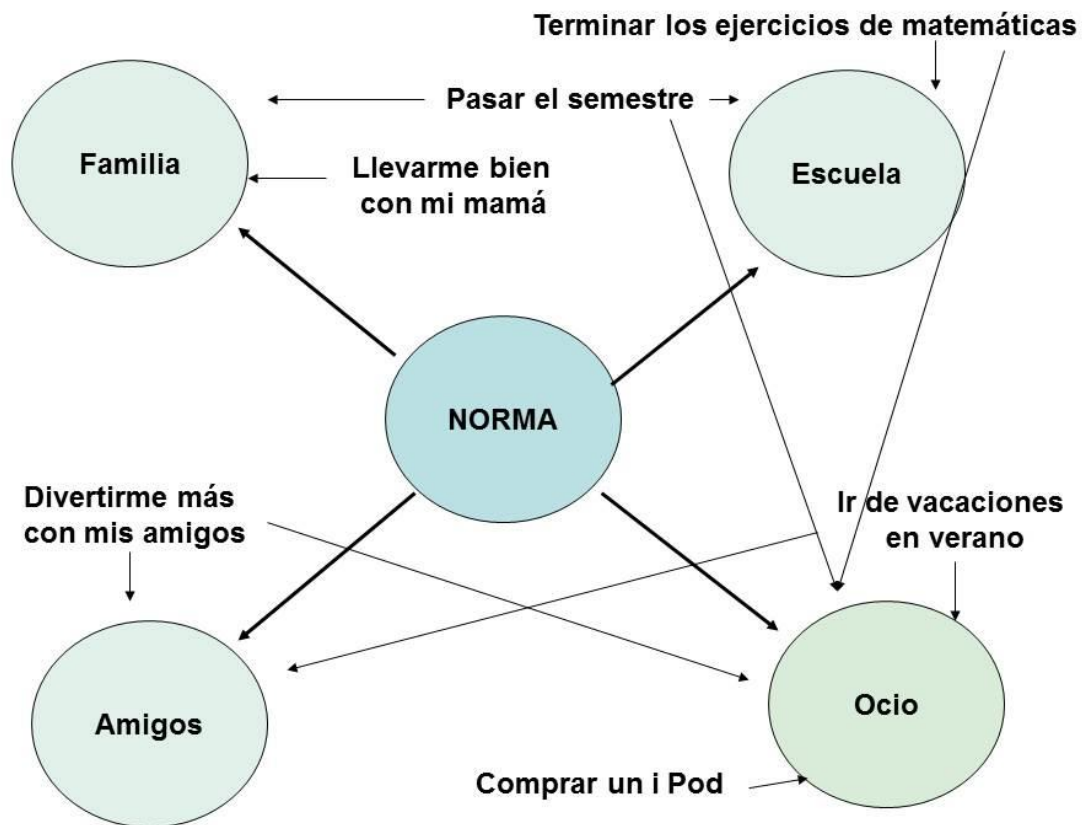 Terminar los ejercicios de matemáticas
Pasar el semestre
Familia
Llevarme bien
con mi mamá
Escuela
NORMA
Divertirme más
con mis amigos
Ir de vacaciones
en verano
Amigos
Ocio
Comprar un i Pod